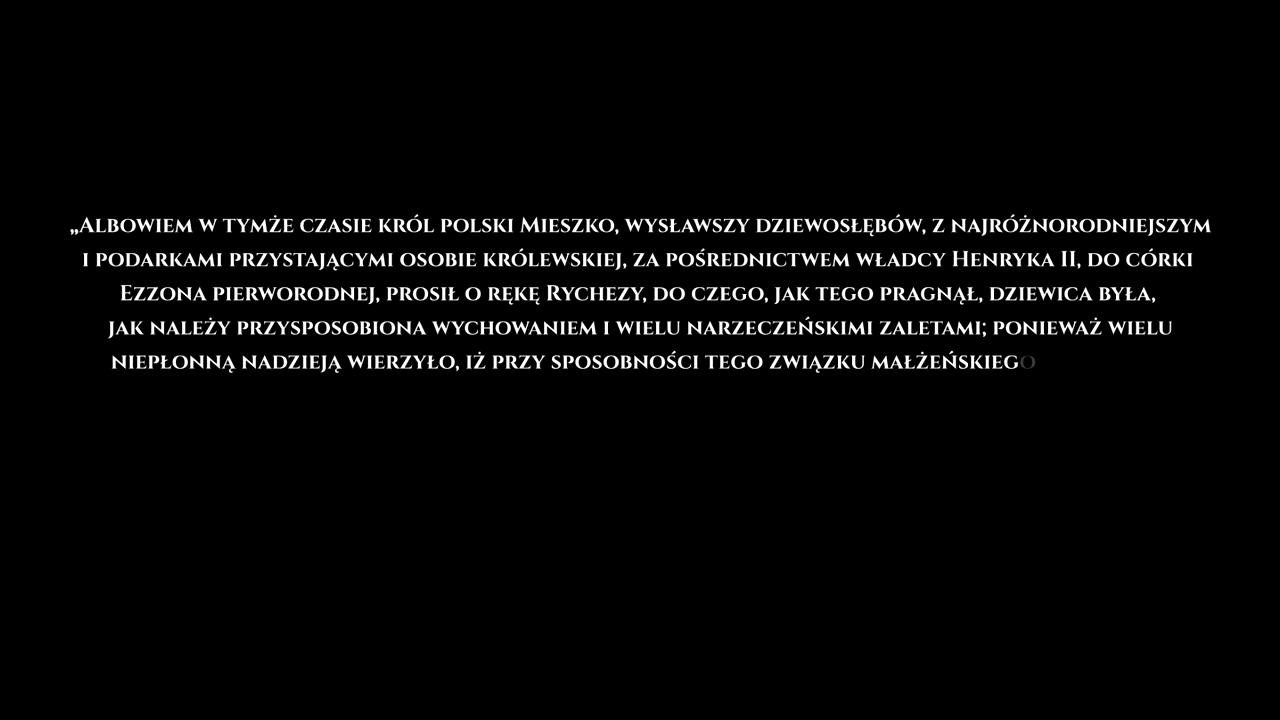 „Albowiem w tymże czasie król polski Mieszko, wysławszy dziewosłębów, z najróżnorodniejszym
i podarkami przystającymi osobie królewskiej, za pośrednictwem władcy Henryka II, do córki
Ezzona pierworodnej, prosił o rękę Rychezy, do czego, jak tego pragnął, dziewica była,
jak należy przysposobiona wychowaniem i wielu narzeczeńskimi zaletami; ponieważ wielu
niepłonną nadzieją wierzyło, iż przy sposobności tego związku małżeńskiego